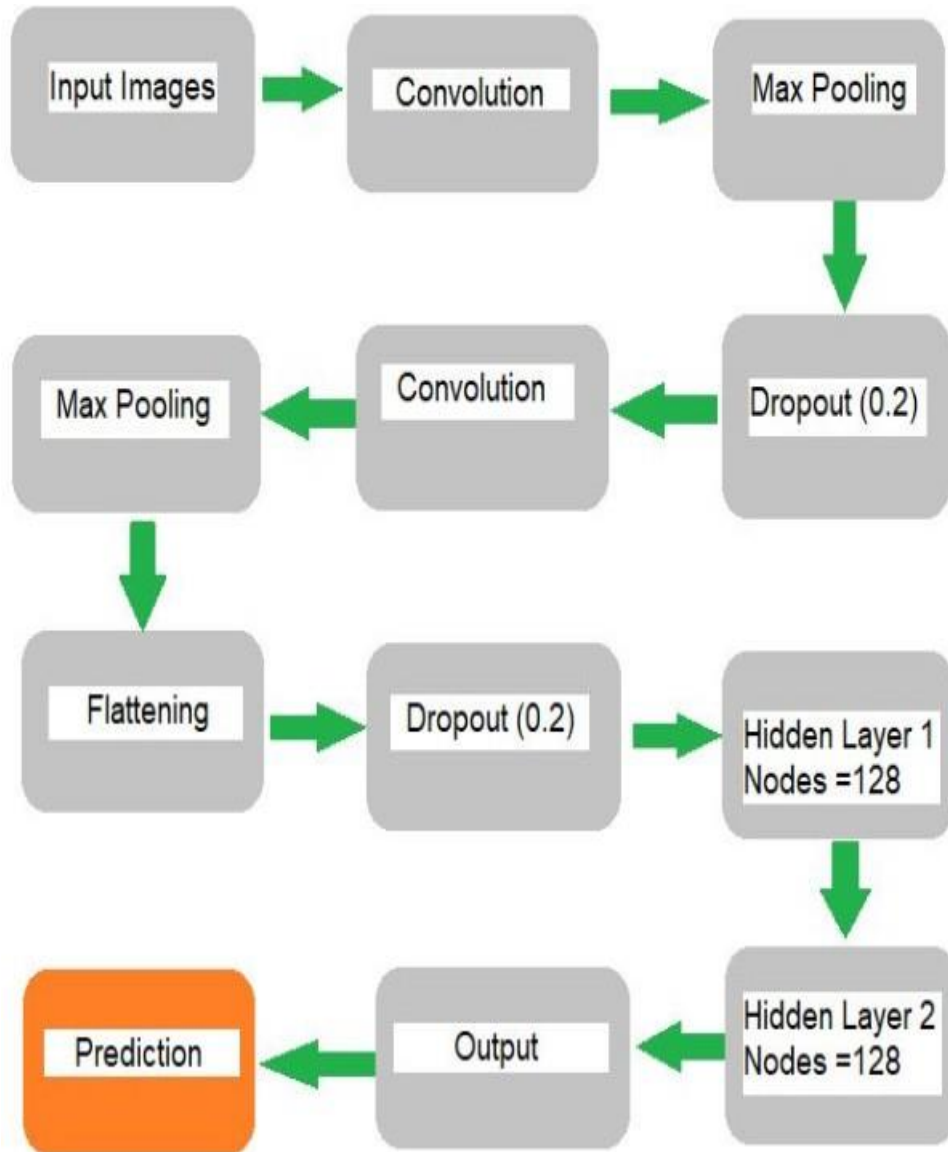 Input Images
Convolution
Max Pooling
Dropout (0.2)
Convolution
Max Pooling
Flattening
Dropout (0.2)
Hidden Layer 1
Nodes =128
Hidden Layer 2
Nodes =128
Output
Prediction